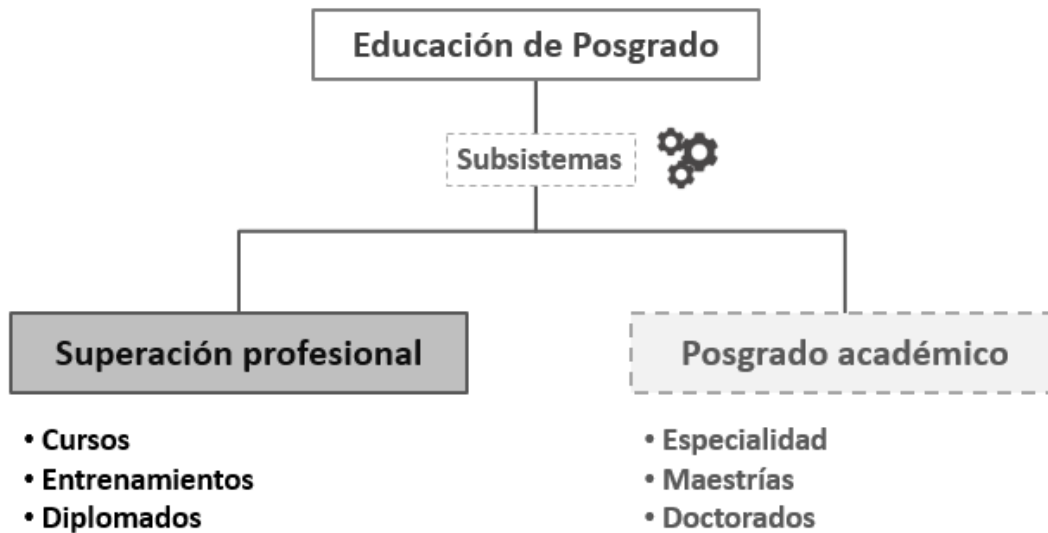 Educación de Posgrado
Subsistemas
Superación profesional
• Cursos
• Entrenamientos
• Diplomados
Posgrado académico
• Especialidad
• Maestrías
• Doctorados